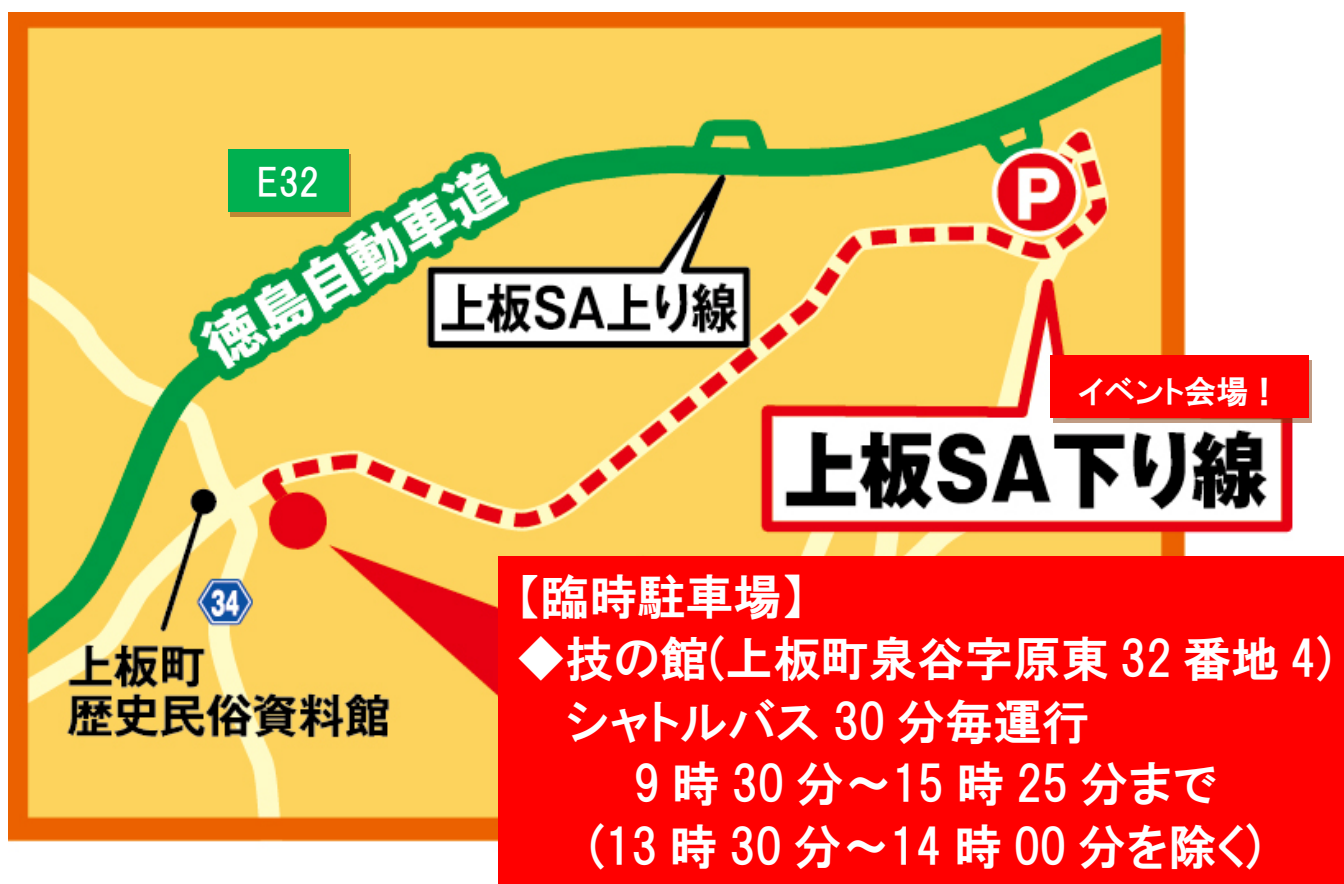 E32
徳島自動車道
P
上板SA上り線
イベント会場！
上板SA下り線
34
上板町
歴史民俗資料館
【臨時駐車場】
◆技の館(上板町泉谷字原東 32 番地 4)
シャトルバス 30 分毎運行
9 時 30 分～15 時 25 分まで
(13 時 30 分～14 時 00 分を除く)